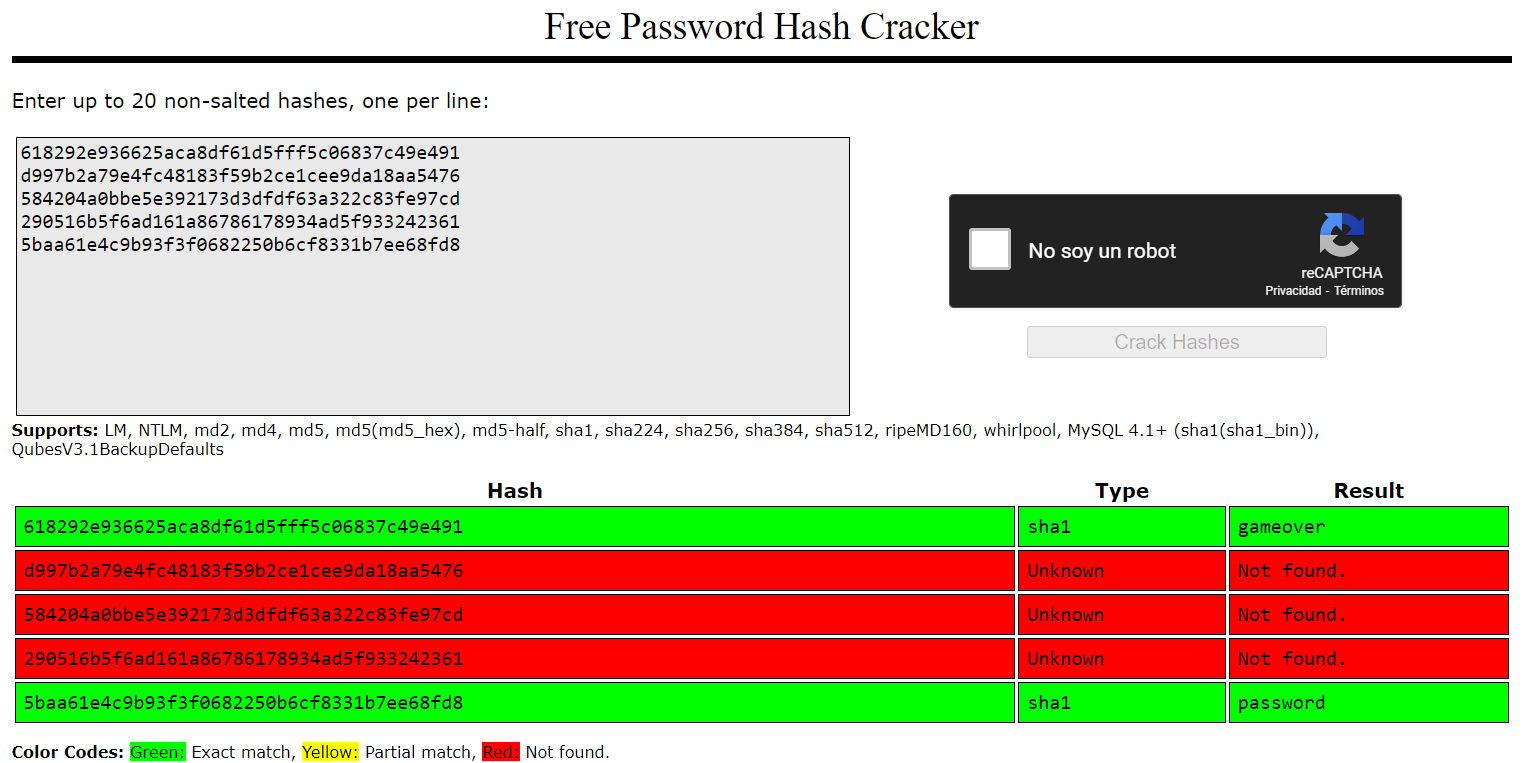 Free Password Hash Cracker
Enter up to 20 non-salted hashes, one per line:
618292e936625aca8df61d5fff5c06837c49e491
d997b2a79e4fc48183f59b2ce1cee9da18aa5476
584204a0bbe5e392173d3dfdf63a322c83fe97cd
290516b5f6ad161a86786178934ad5f933242361
5baa61e4c9b93f3f0682250b6cf8331b7ee68fd8
No soy un robot
reCAPTCHA
Privacidad - Términos
Crack Hashes
Supports: LM, NTLM, md2, md4, md5, md5(md5_hex), md5-half, sha1, sha224, sha256, sha384, sha512, ripeMD160, whirlpool, MySQL 4.1+ (sha1(sha1_bin)),
QubesV3.1BackupDefaults
Hash Type Result
618292e936625aca8df61d5fff5c06837c49e491 sha1 gameover
d997b2a79e4fc48183f59b2ce1cee9da18aa5476 Unknown Not found.
584204a0bbe5e392173d3dfdf63a322c83fe97cd Unknown Not found.
290516b5f6ad161a86786178934ad5f933242361 Unknown Not found.
5baa61e4c9b93f3f0682250b6cf8331b7ee68fd8 sha1 password
Color Codes: Green: Exact match, Yellow: Partial match, Red: Not found.